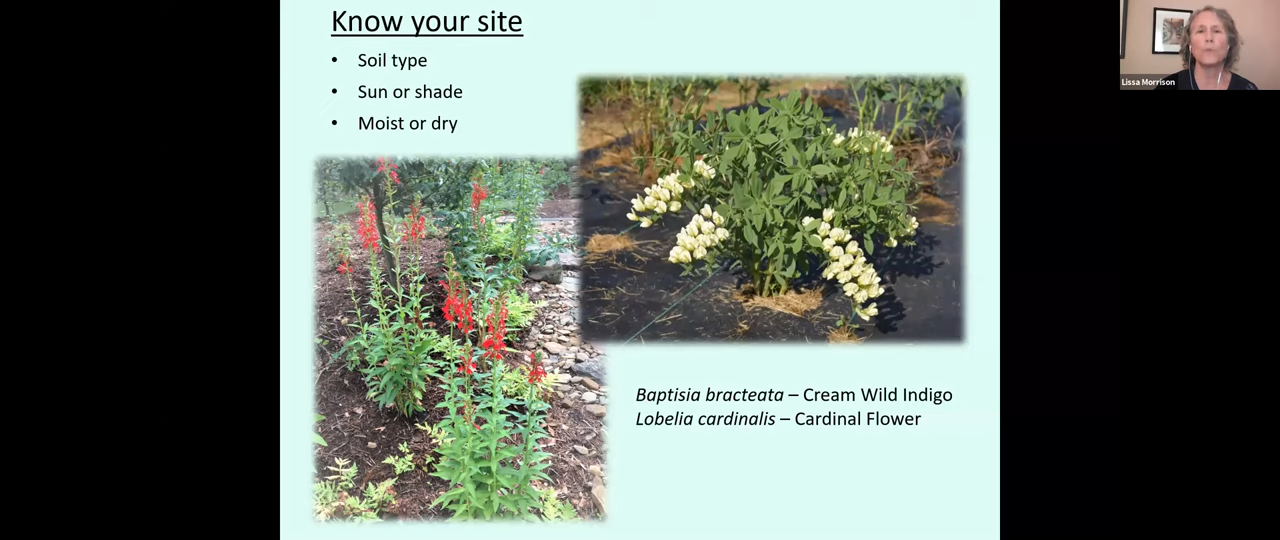 Know your site
• Soil type
• Sun or shade
• Moist or dry
Baptisia bracteata – Cream Wild Indigo
Lobelia cardinalis – Cardinal Flower
Lissa Morrison